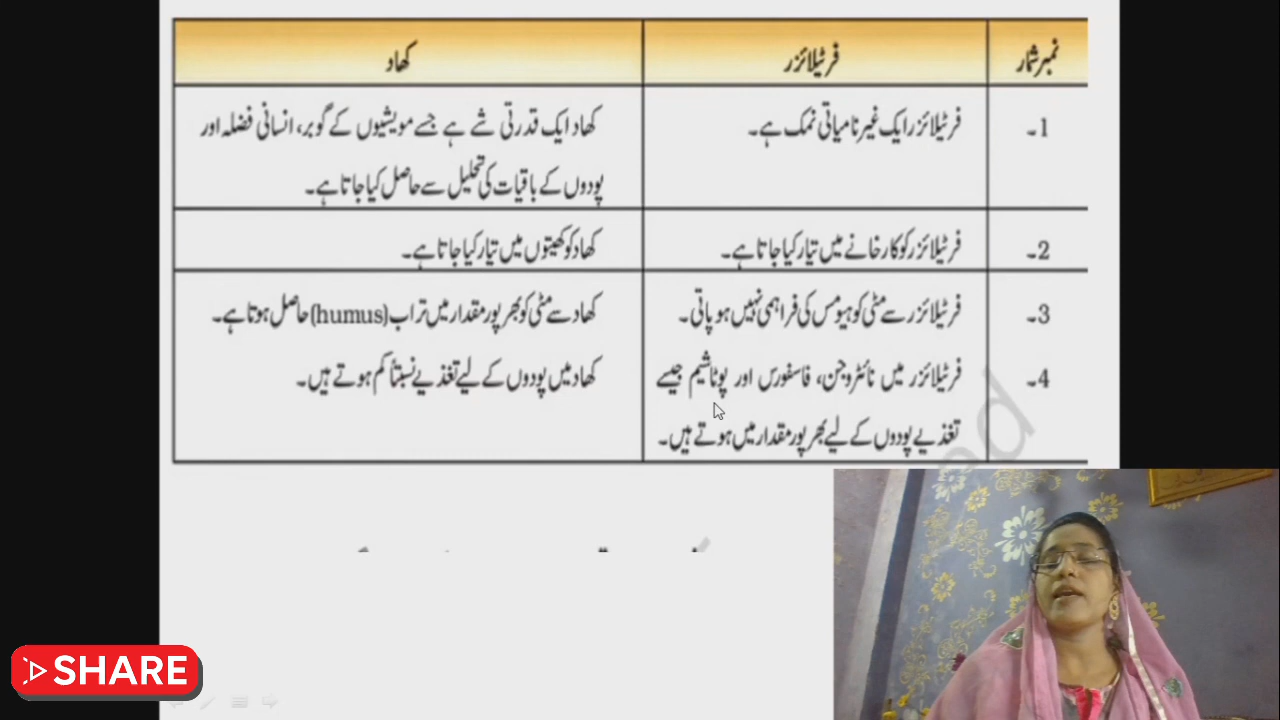 نمبر شمار فرٹیلائزر کھاد
1۔ فرٹیلائزر ایک غیر نامیاتی نمک ہے۔ کھاد ایک قدرتی شے ہے جسے مویشیوں کے گوبر، انسانی فضلہ اور
پودوں کے باقیات کی تحلیل سے حاصل کیا جاتا ہے۔
2۔ فرٹیلائزر کو کارخانے میں تیار کیا جاتا ہے۔ کھاد کو کھیتوں میں تیار کیا جاتا ہے۔
3۔ فرٹیلائزر سے مٹی کو ہیومس کی فراہمی نہیں ہو پاتی۔ کھاد سے مٹی کو بھرپور مقدار میں تراب (humus) حاصل ہوتا ہے۔
4۔ فرٹیلائزر میں نائٹروجن، فاسفورس اور پوٹاشیم جیسے کھاد میں پودوں کے لیے تغذیے نسبتاً کم ہوتے ہیں۔
تغذیے پودوں کے لیے بھرپور مقدار میں ہوتے ہیں۔
SHARE